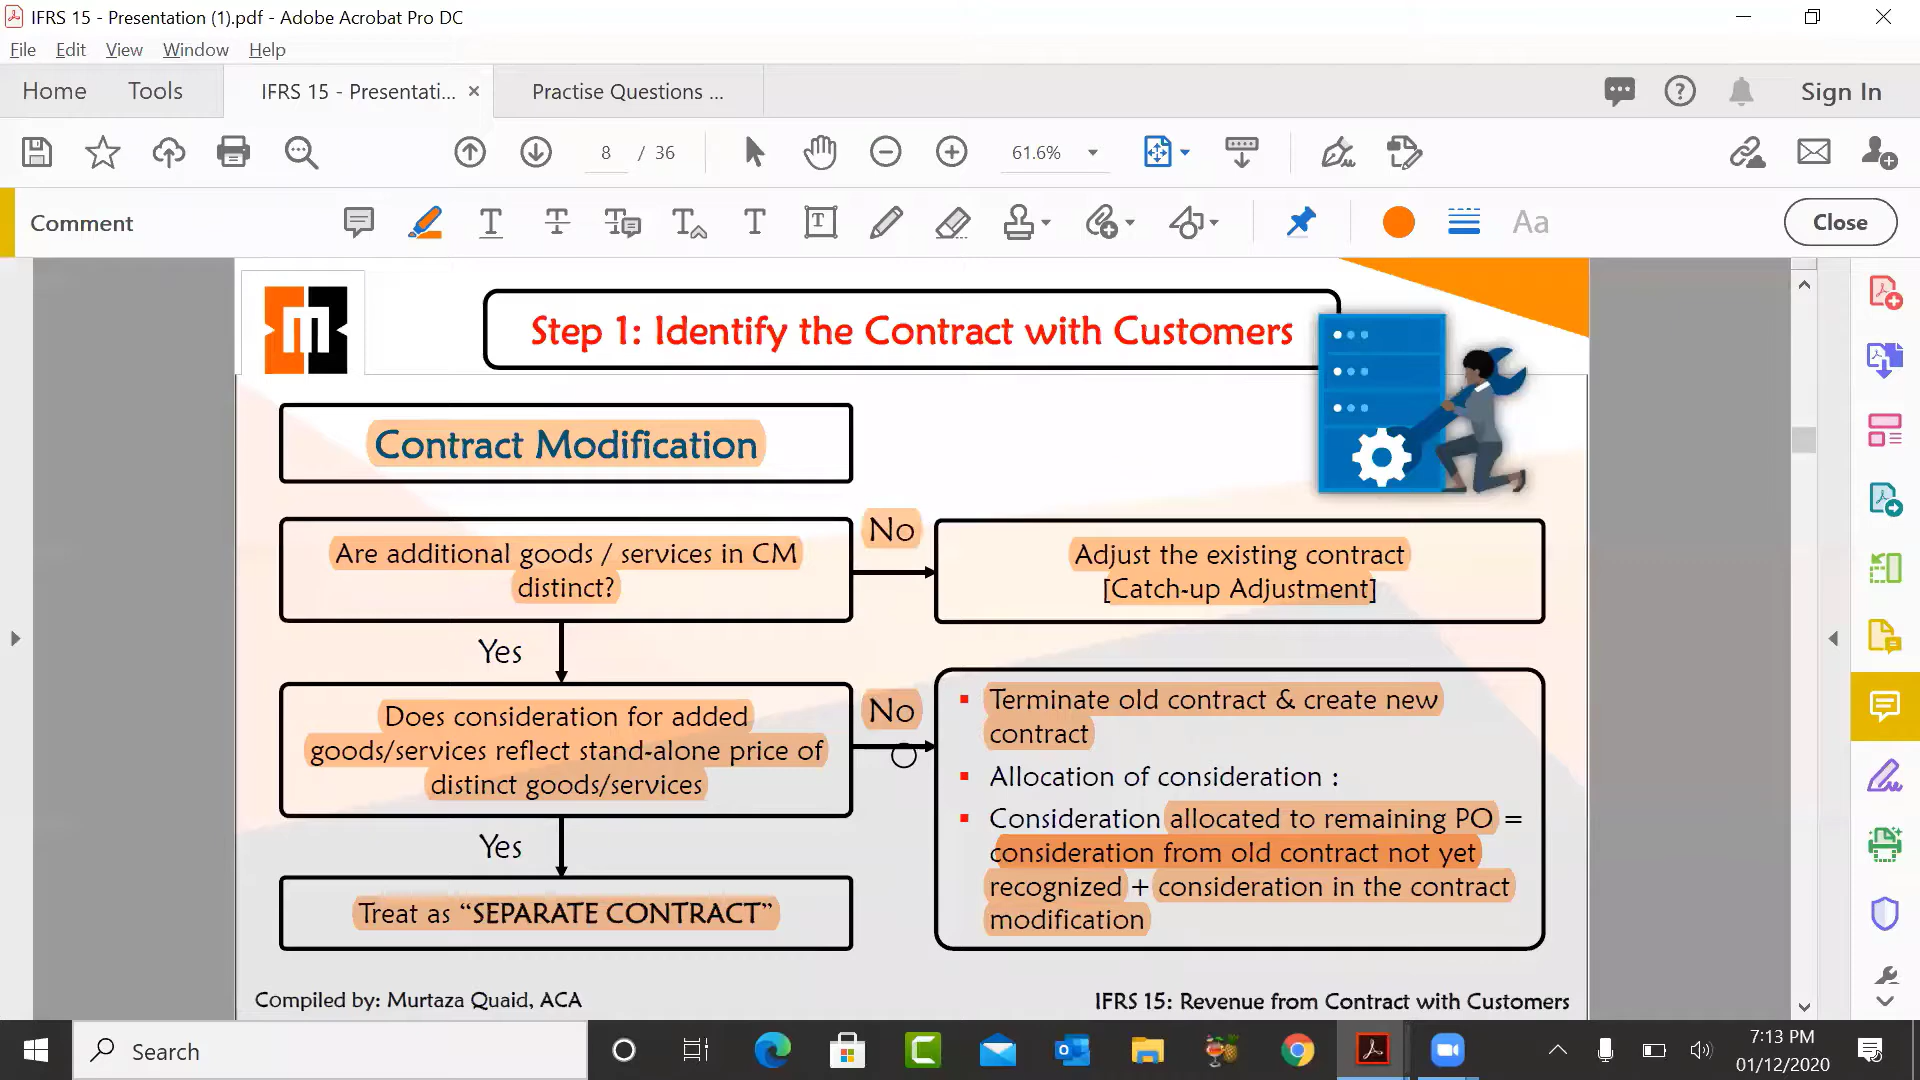 IFRS 15 - Presentation (1).pdf - Adobe Acrobat Pro DC
File Edit View Window Help
Home Tools IFRS 15 - Presentati... × Practise Questions ... Sign In
8 / 36 61.6%
Comment Aa Close
Step 1: Identify the Contract with Customers
Contract Modification
Are additional goods / services in CM
distinct?
No
Adjust the existing contract
[Catch-up Adjustment]
Yes
Does consideration for added
goods/services reflect stand-alone price of
distinct goods/services
No
▪ Terminate old contract & create new
contract
▪ Allocation of consideration :
▪ Consideration allocated to remaining PO =
consideration from old contract not yet
recognized + consideration in the contract
modification
Yes
Treat as “SEPARATE CONTRACT”
Compiled by: Murtaza Quaid, ACA
IFRS 15: Revenue from Contract with Customers
Search
7:13 PM
01/12/2020